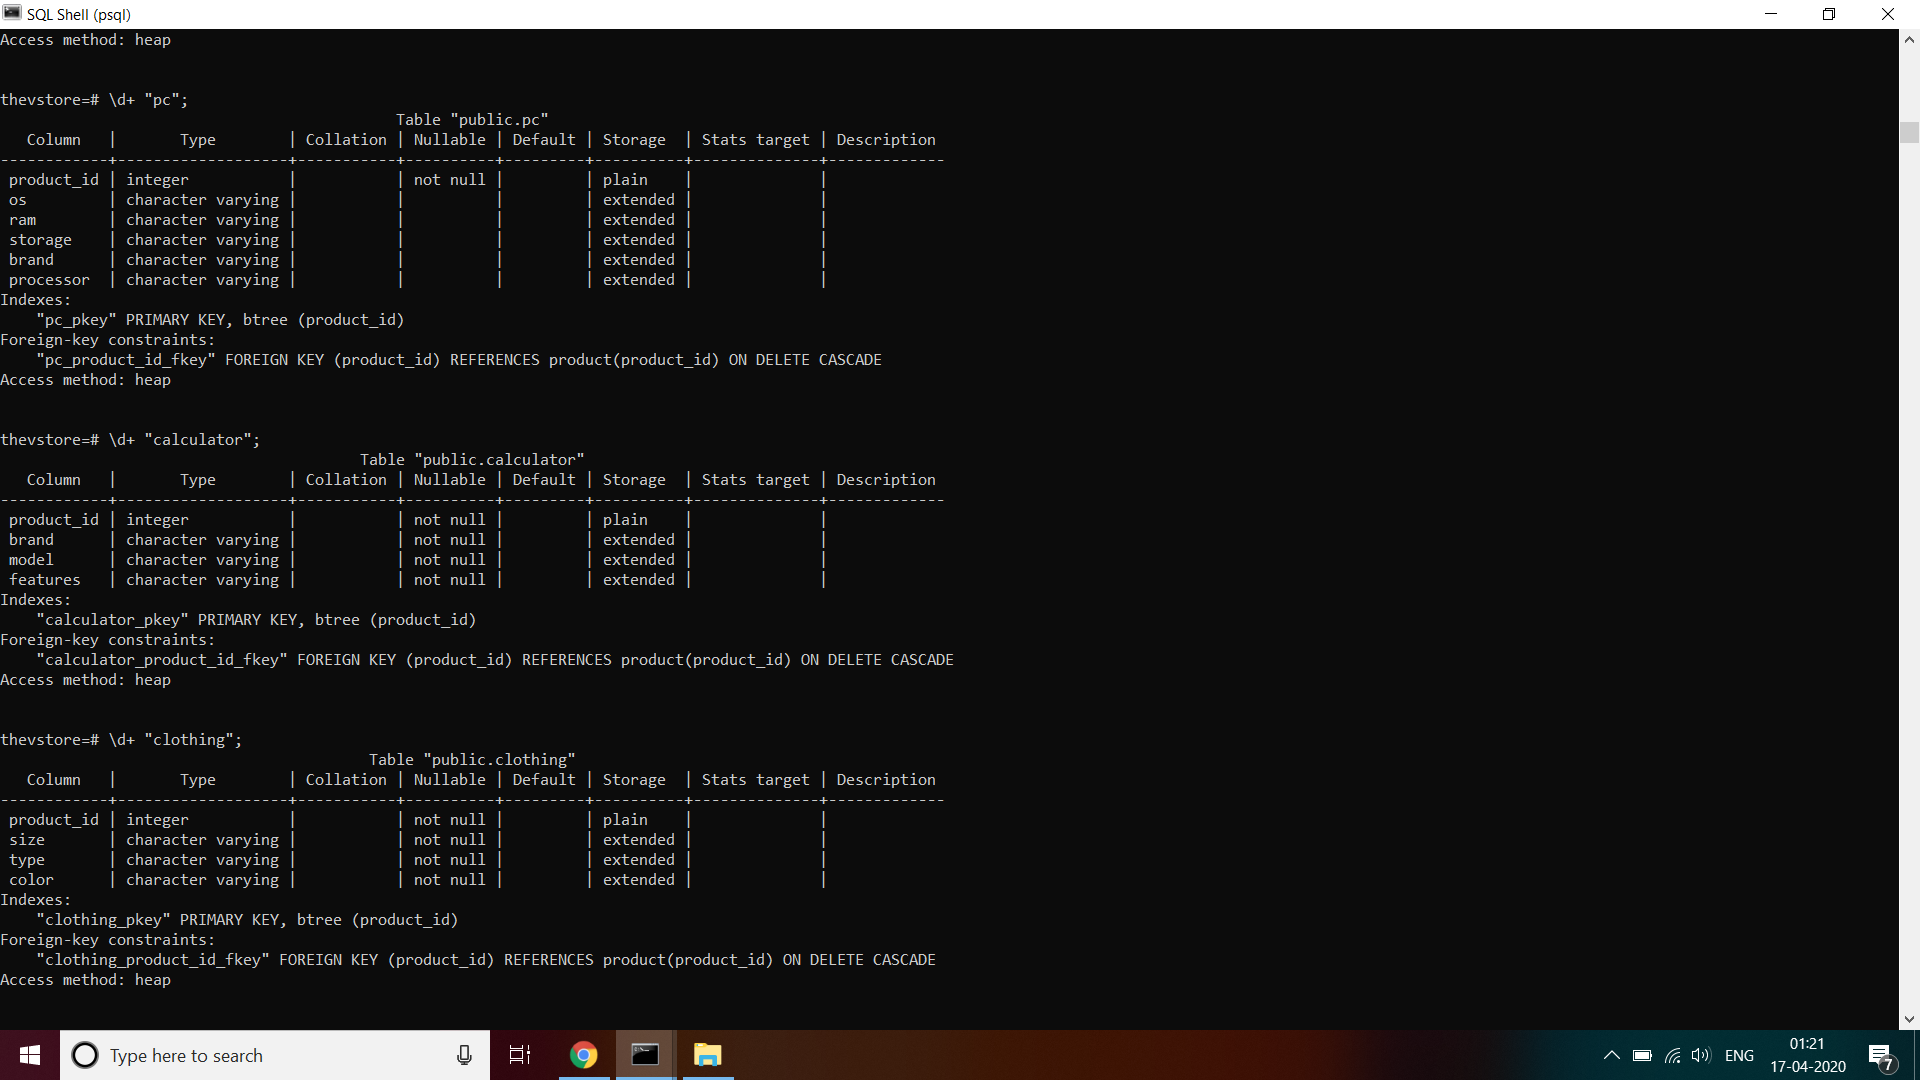 SQL Shell (psql)
Access method: heap
thevstore=# \d+ "pc";
Table "public.pc"
Column | Type | Collation | Nullable | Default | Storage | Stats target | Description
------------+-------------------+-----------+----------+---------+----------+--------------+-------------
product_id | integer | | not null | | plain | |
os | character varying | | | | extended | |
ram | character varying | | | | extended | |
storage | character varying | | | | extended | |
brand | character varying | | | | extended | |
processor | character varying | | | | extended | |
Indexes:
"pc_pkey" PRIMARY KEY, btree (product_id)
Foreign-key constraints:
"pc_product_id_fkey" FOREIGN KEY (product_id) REFERENCES product(product_id) ON DELETE CASCADE
Access method: heap
thevstore=# \d+ "calculator";
Table "public.calculator"
Column | Type | Collation | Nullable | Default | Storage | Stats target | Description
------------+-------------------+-----------+----------+---------+----------+--------------+-------------
product_id | integer | | not null | | plain | |
brand | character varying | | not null | | extended | |
model | character varying | | not null | | extended | |
features | character varying | | not null | | extended | |
Indexes:
"calculator_pkey" PRIMARY KEY, btree (product_id)
Foreign-key constraints:
"calculator_product_id_fkey" FOREIGN KEY (product_id) REFERENCES product(product_id) ON DELETE CASCADE
Access method: heap
thevstore=# \d+ "clothing";
Table "public.clothing"
Column | Type | Collation | Nullable | Default | Storage | Stats target | Description
------------+-------------------+-----------+----------+---------+----------+--------------+-------------
product_id | integer | | not null | | plain | |
size | character varying | | not null | | extended | |
type | character varying | | not null | | extended | |
color | character varying | | not null | | extended | |
Indexes:
"clothing_pkey" PRIMARY KEY, btree (product_id)
Foreign-key constraints:
"clothing_product_id_fkey" FOREIGN KEY (product_id) REFERENCES product(product_id) ON DELETE CASCADE
Access method: heap
Type here to search
ENG
01:21
17-04-2020
7